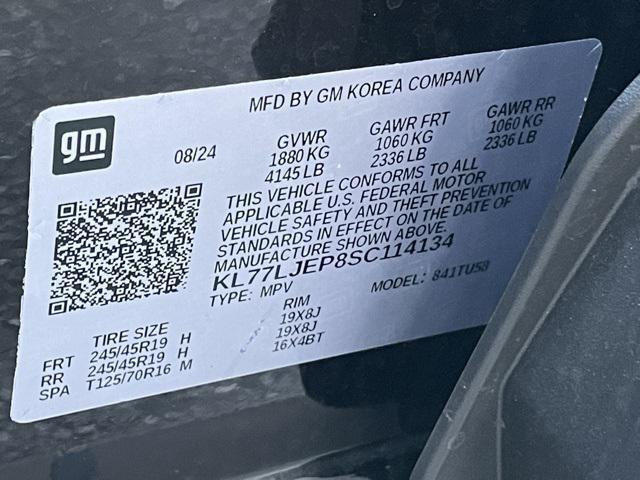 MFD BY GM KOREA COMPANY
gm
08/24
GVWR GAWR FRT GAWR RR
1880 KG 1060 KG 1060 KG
4145 LB 2336 LB 2336 LB
THIS VEHICLE CONFORMS TO ALL
APPLICABLE U.S. FEDERAL MOTOR
VEHICLE SAFETY AND THEFT PREVENTION
STANDARDS IN EFFECT ON THE DATE OF
MANUFACTURE SHOWN ABOVE.
KL77LJEP8SC114134
TYPE: MPV MODEL: 841TU58
TIRE SIZE RIM
FRT 245/45R19 H 19X8J
RR 245/45R19 H 19X8J
SPA T125/70R16 M 16X4BT